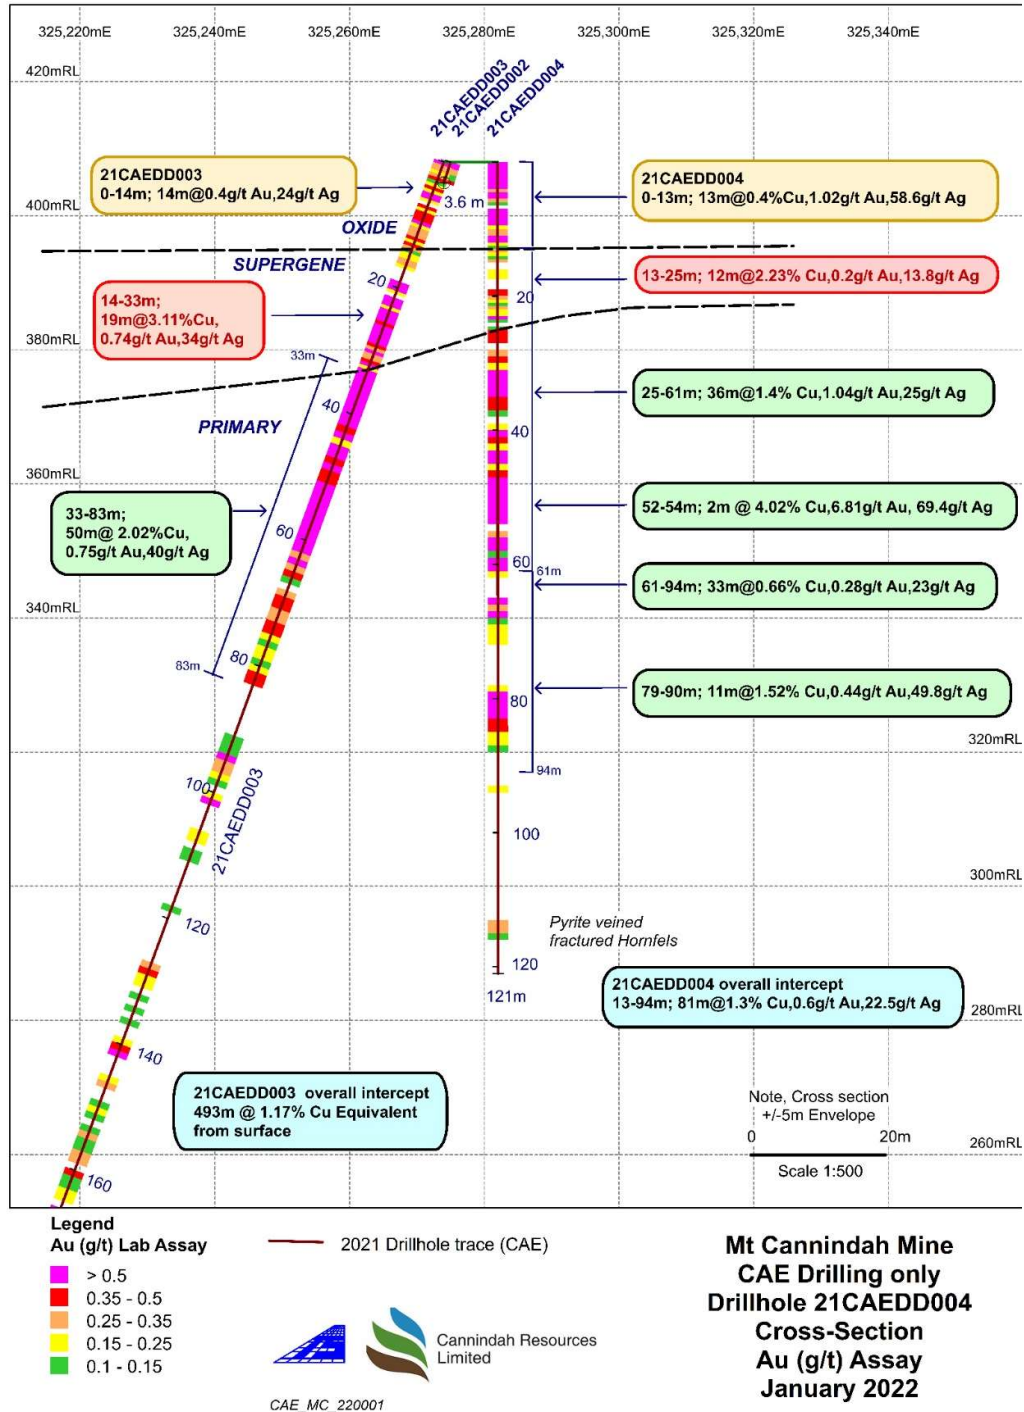 325,220mE 325,240mE 325,260mE 325,280mE 325,300mE 325,320mE 325,340mE
420mRL
21CAEDD003
21CAEDD002
21CAEDD004
21CAEDD003
0-14m; 14m@0.4g/t Au,24g/t Ag
21CAEDD004
0-13m; 13m@0.4%Cu,1.02g/t Au,58.6g/t Ag
400mRL
3.6 m
OXIDE
SUPERGENE
20
13-25m; 12m@2.23% Cu,0.2g/t Au,13.8g/t Ag
20
14-33m;
19m@3.11%Cu,
0.74g/t Au,34g/t Ag
380mRL
33m
25-61m; 36m@1.4% Cu,1.04g/t Au,25g/t Ag
40
PRIMARY
40
360mRL
33-83m;
50m@ 2.02%Cu,
0.75g/t Au,40g/t Ag
52-54m; 2m @ 4.02% Cu,6.81g/t Au, 69.4g/t Ag
60
60
61m
61-94m; 33m@0.66% Cu,0.28g/t Au,23g/t Ag
340mRL
80
83m
79-90m; 11m@1.52% Cu,0.44g/t Au,49.8g/t Ag
80
320mRL
94m
100
21CAEDD003
100
300mRL
120
Pyrite veined
fractured Hornfels
120
121m
21CAEDD004 overall intercept
13-94m; 81m@1.3% Cu,0.6g/t Au,22.5g/t Ag
280mRL
140
21CAEDD003 overall intercept
493m @ 1.17% Cu Equivalent
from surface
Note, Cross section
+/-5m Envelope
0 20m
Scale 1:500
260mRL
160
Legend
Au (g/t) Lab Assay
> 0.5
0.35 - 0.5
0.25 - 0.35
0.15 - 0.25
0.1 - 0.15
2021 Drillhole trace (CAE)
Cannindah Resources
Limited
CAE_MC_220001
Mt Cannindah Mine
CAE Drilling only
Drillhole 21CAEDD004
Cross-Section
Au (g/t) Assay
January 2022